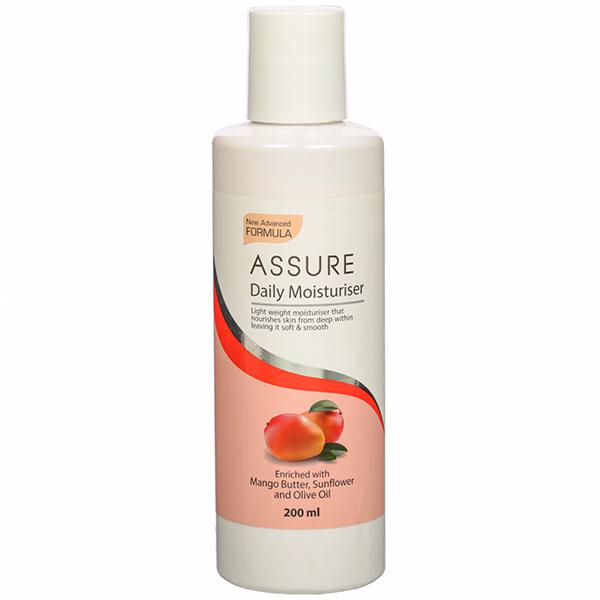 New Advanced
FORMULA
ASSURE
Daily Moisturiser
Light weight moisturiser that
nourishes skin from deep within
leaving it soft & smooth
Enriched with
Mango Butter, Sunflower
and Olive Oil
200 ml